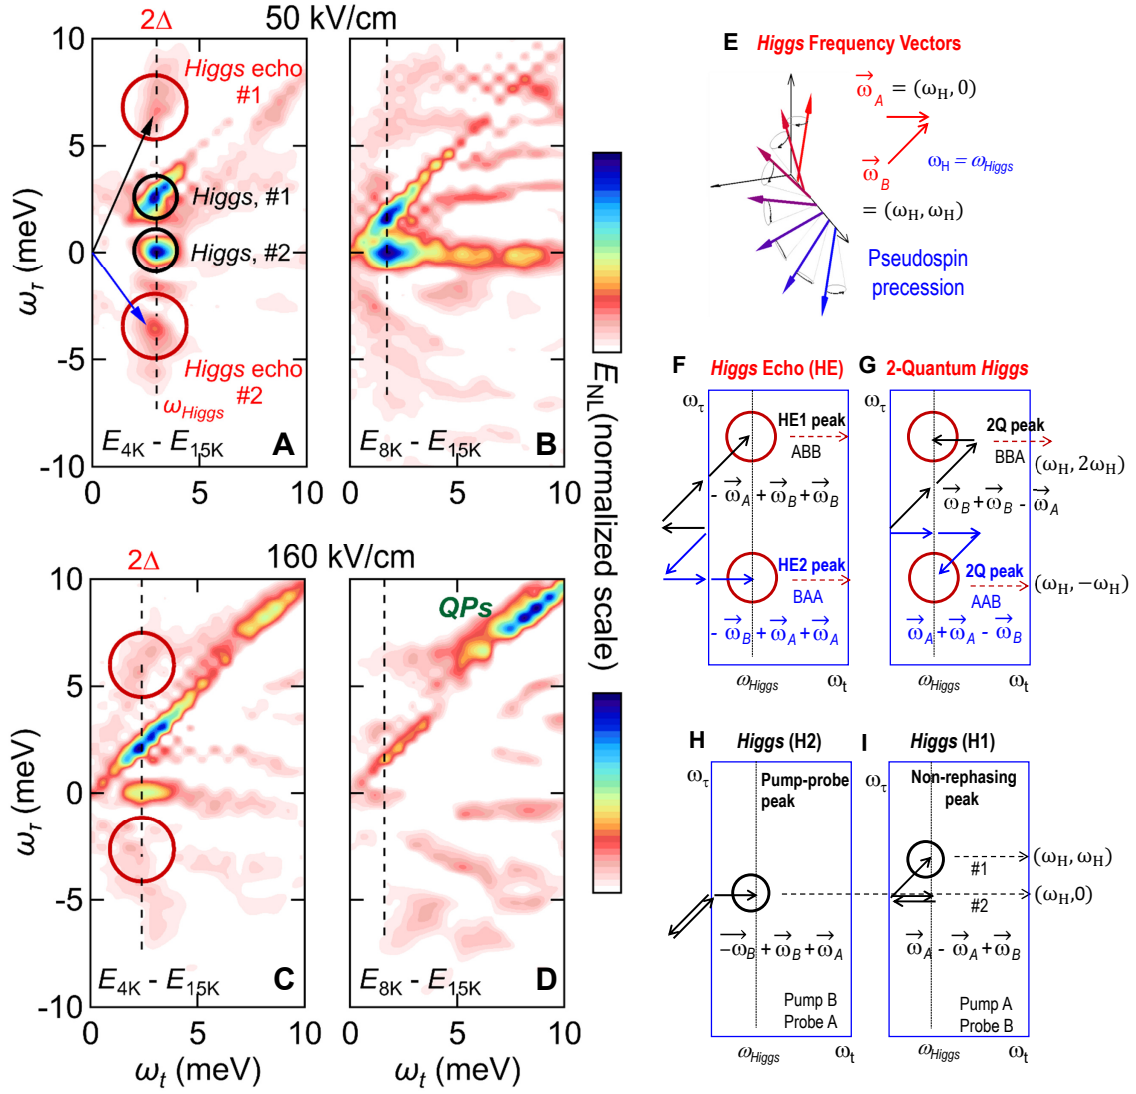 2Δ 50 kV/cm
10
5
0
-5
-10
ω_τ (meV)
Higgs echo
#1
Higgs, #1
Higgs, #2
Higgs echo
#2
ω_Higgs
E_4K - E_15K A
0 5
E_8K - E_15K B
0 5 10
E_NL (normalized scale)
2Δ 160 kV/cm
10
5
0
-5
-10
ω_τ (meV)
E_4K - E_15K C
0 5 10
ω_t (meV)
QPs
E_8K - E_15K D
0 5 10
ω_t (meV)
E Higgs Frequency Vectors
→ω_A = (ω_H, 0)
→ω_B
ω_H = ω_Higgs
= (ω_H, ω_H)
Pseudospin
precession
F Higgs Echo (HE)
ω_τ
HE1 peak
ABB
- →ω_A + →ω_B + →ω_B
HE2 peak
BAA
- →ω_B + →ω_A + →ω_A
ω_Higgs ω_t
G 2-Quantum Higgs
ω_τ
2Q peak
BBA
(ω_H, 2ω_H)
→ω_B + →ω_B - →ω_A
2Q peak
AAB
(ω_H, -ω_H)
→ω_A + →ω_A - →ω_B
ω_Higgs ω_t
H Higgs (H2)
ω_τ
Pump-probe
peak
-→ω_B + →ω_B + →ω_A
Pump B
Probe A
ω_Higgs ω_t
I Higgs (H1)
ω_τ
Non-rephasing
peak
#1
(ω_H, ω_H)
#2
(ω_H,0)
→ω_A - →ω_A + →ω_B
Pump A
Probe B
ω_Higgs ω_t